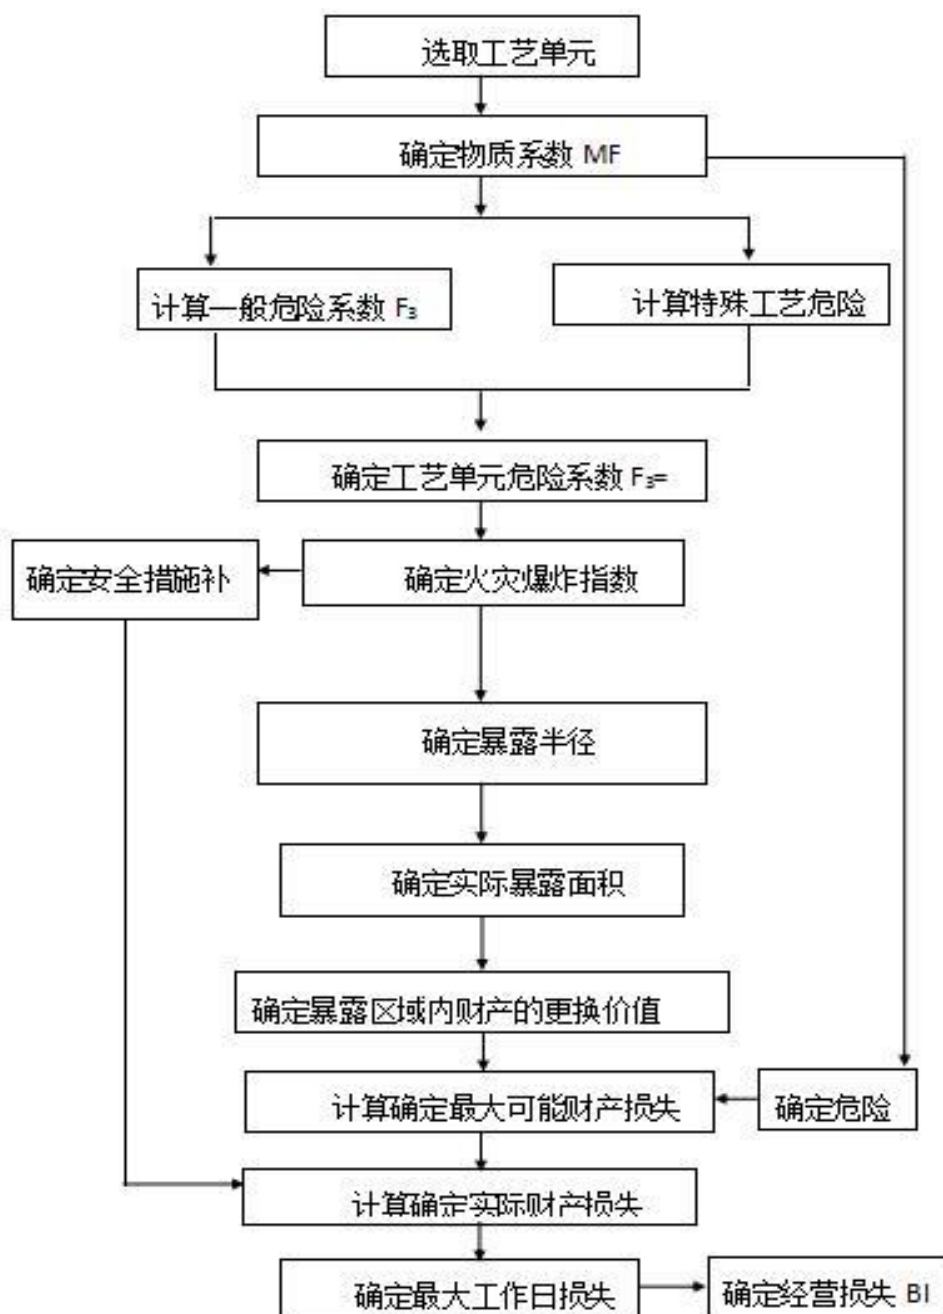 选取工艺单元
确定物质系数 MF
计算一般危险系数 F₃
计算特殊工艺危险
确定工艺单元危险系数 F₃=
确定安全措施补
确定火灾爆炸指数
确定暴露半径
确定实际暴露面积
确定暴露区域内财产的更换价值
计算确定最大可能财产损失
确定危险
计算确定实际财产损失
确定最大工作日损失
确定经营损失 BI